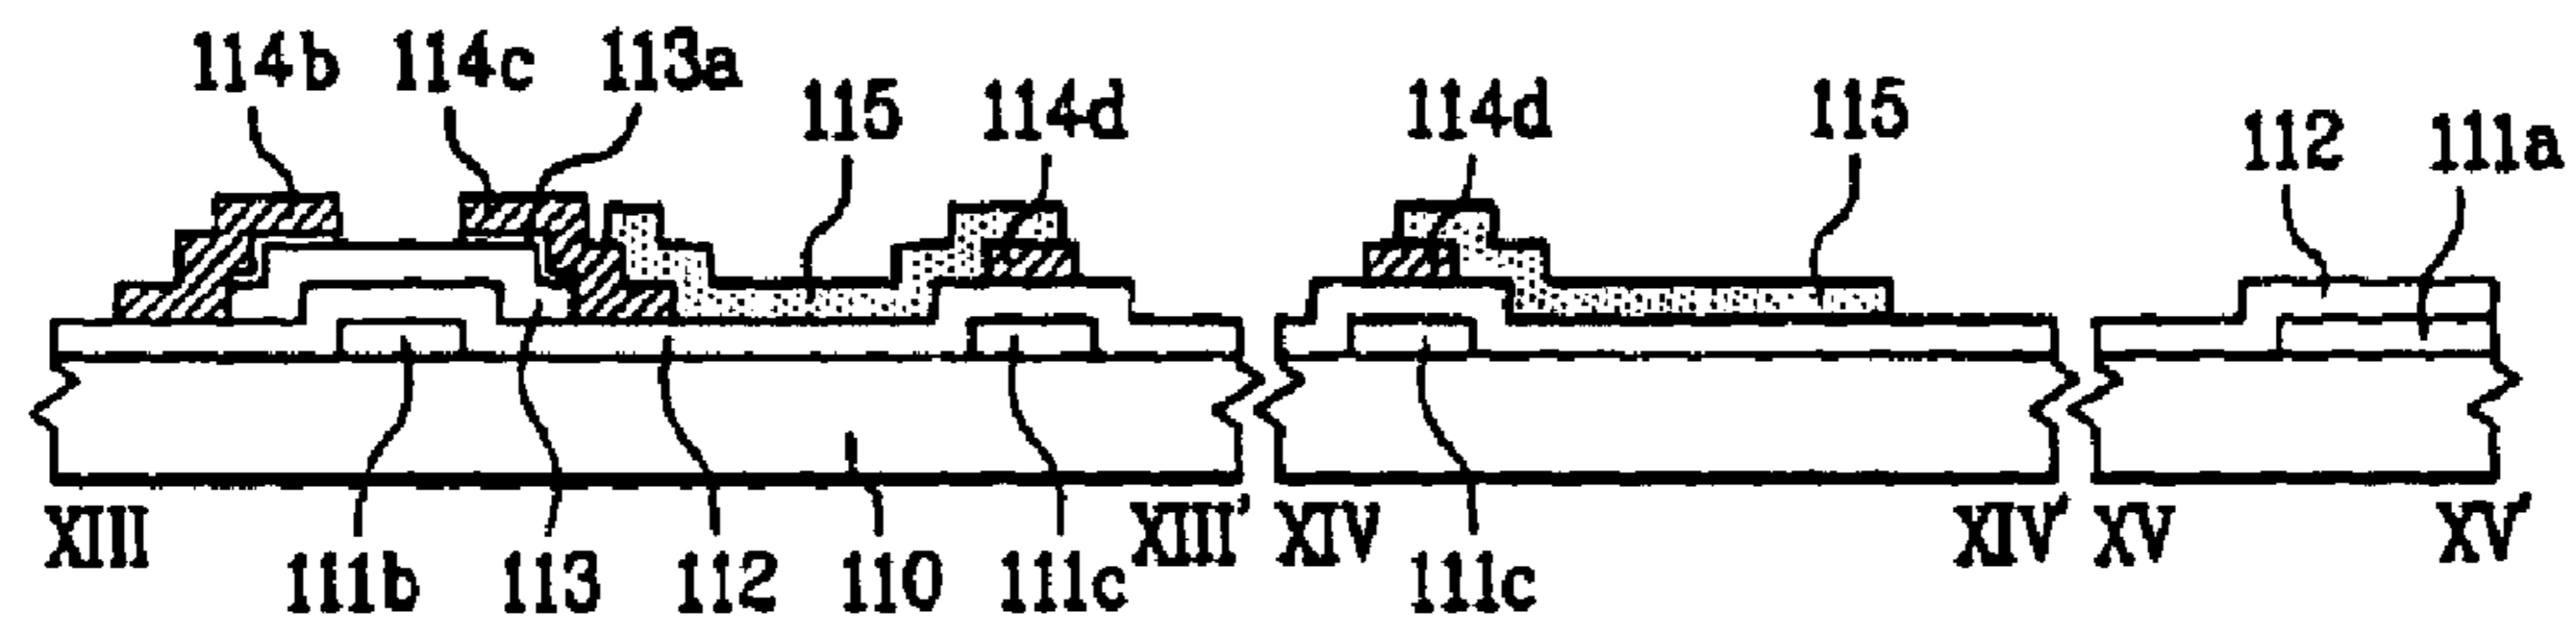 114b 114c 113a 115 114d 114d 115 112 111a
XIII XIII' XIV XIV' XV XV'
111b 113 112 110 111c 111c